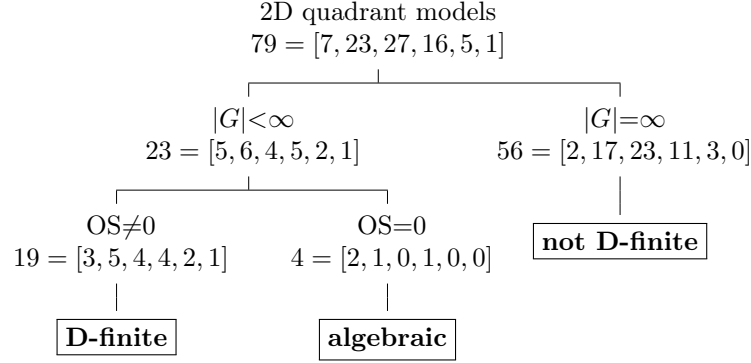 2D quadrant models
79 = [7, 23, 27, 16, 5, 1]
|G|<∞
23 = [5, 6, 4, 5, 2, 1]
|G|=∞
56 = [2, 17, 23, 11, 3, 0]
OS≠0
19 = [3, 5, 4, 4, 2, 1]
OS=0
4 = [2, 1, 0, 1, 0, 0]
not D-finite
D-finite
algebraic